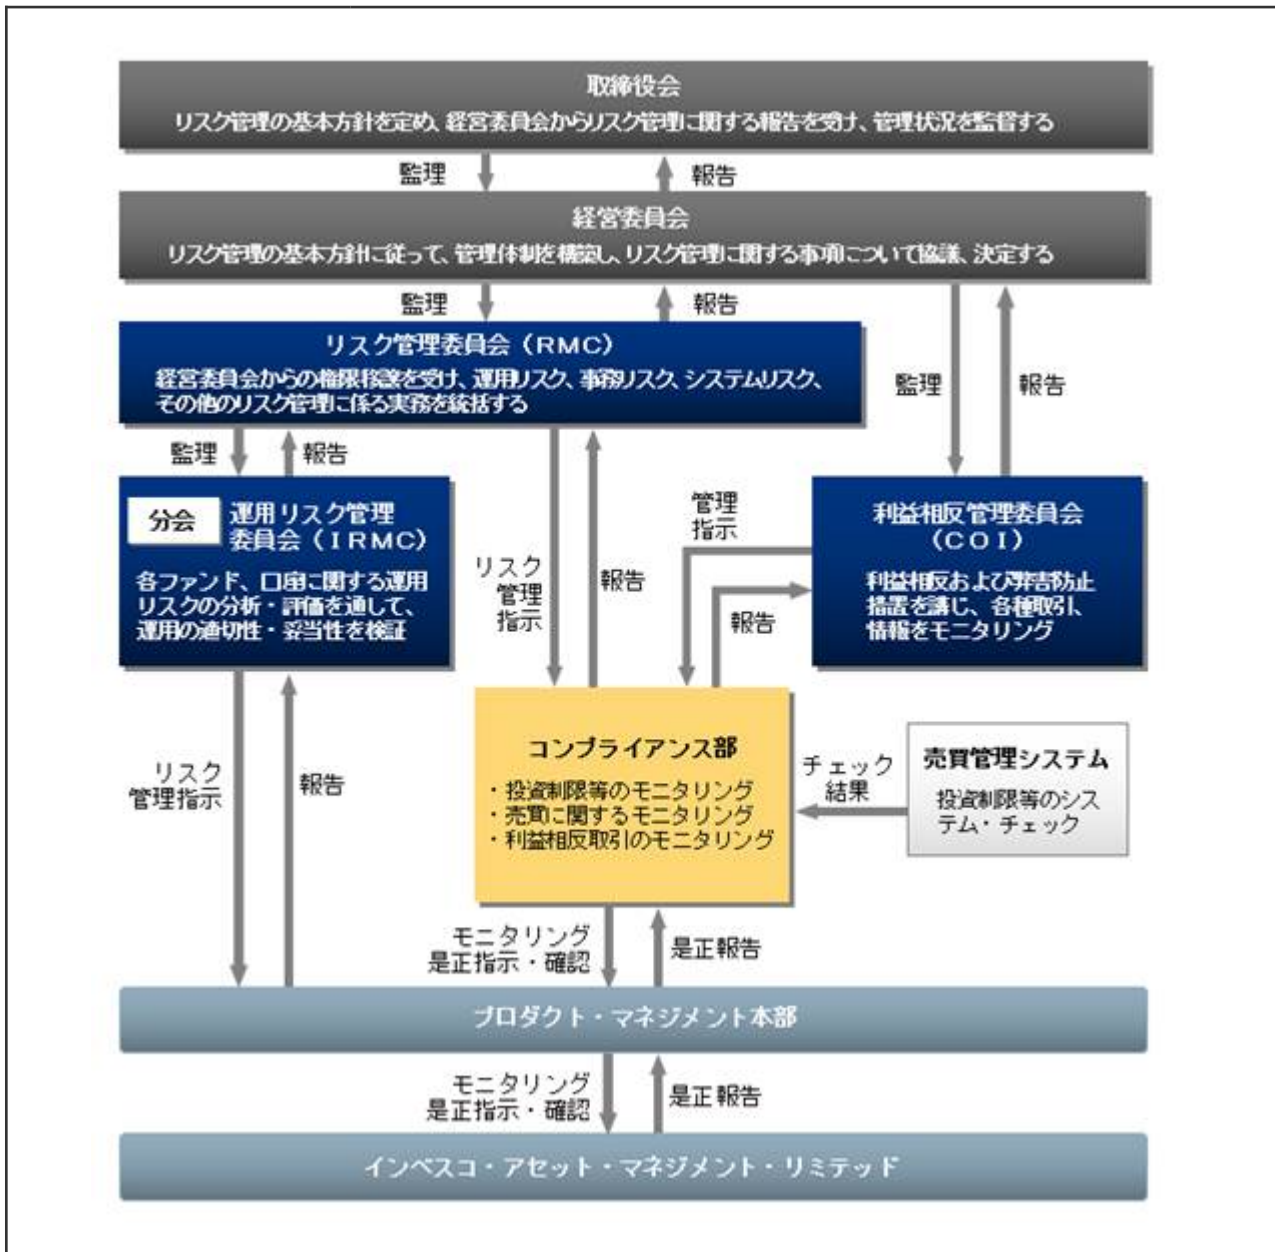 取締役会
リスク管理の基本方針を定め、経営委員会からリスク管理に関する報告を受け、管理状況を監督する
監理
報告
経営委員会
リスク管理の基本方針に従って、管理体制を構築し、リスク管理に関する事項について協議、決定する
監理
報告
リスク管理委員会（RMC）
経営委員会からの権限移譲を受け、運用リスク、事務リスク、システムリスク、
その他のリスク管理に係る実務を統括する
監理
報告
監理
報告
分会
運用リスク管理
委員会（ＩＲＭＣ）
各ファンド、口座に関する運用
リスクの分析・評価を通して、
運用の適切性・妥当性を検証
リスク
管理
指示
報告
管理
指示
報告
利益相反管理委員会
（ＣＯＩ）
利益相反および弊害防止
措置を講じ、各種取引、
情報をモニタリング
リスク
管理指示
報告
コンプライアンス部
・投資制限等のモニタリング
・売買に関するモニタリング
・利益相反取引のモニタリング
チェック
結果
売買管理システム
投資制限等のシス
テム・チェック
モニタリング
是正指示・確認
是正報告
プロダクト・マネジメント本部
モニタリング
是正指示・確認
是正報告
インベスコ・アセット・マネジメント・リミテッド